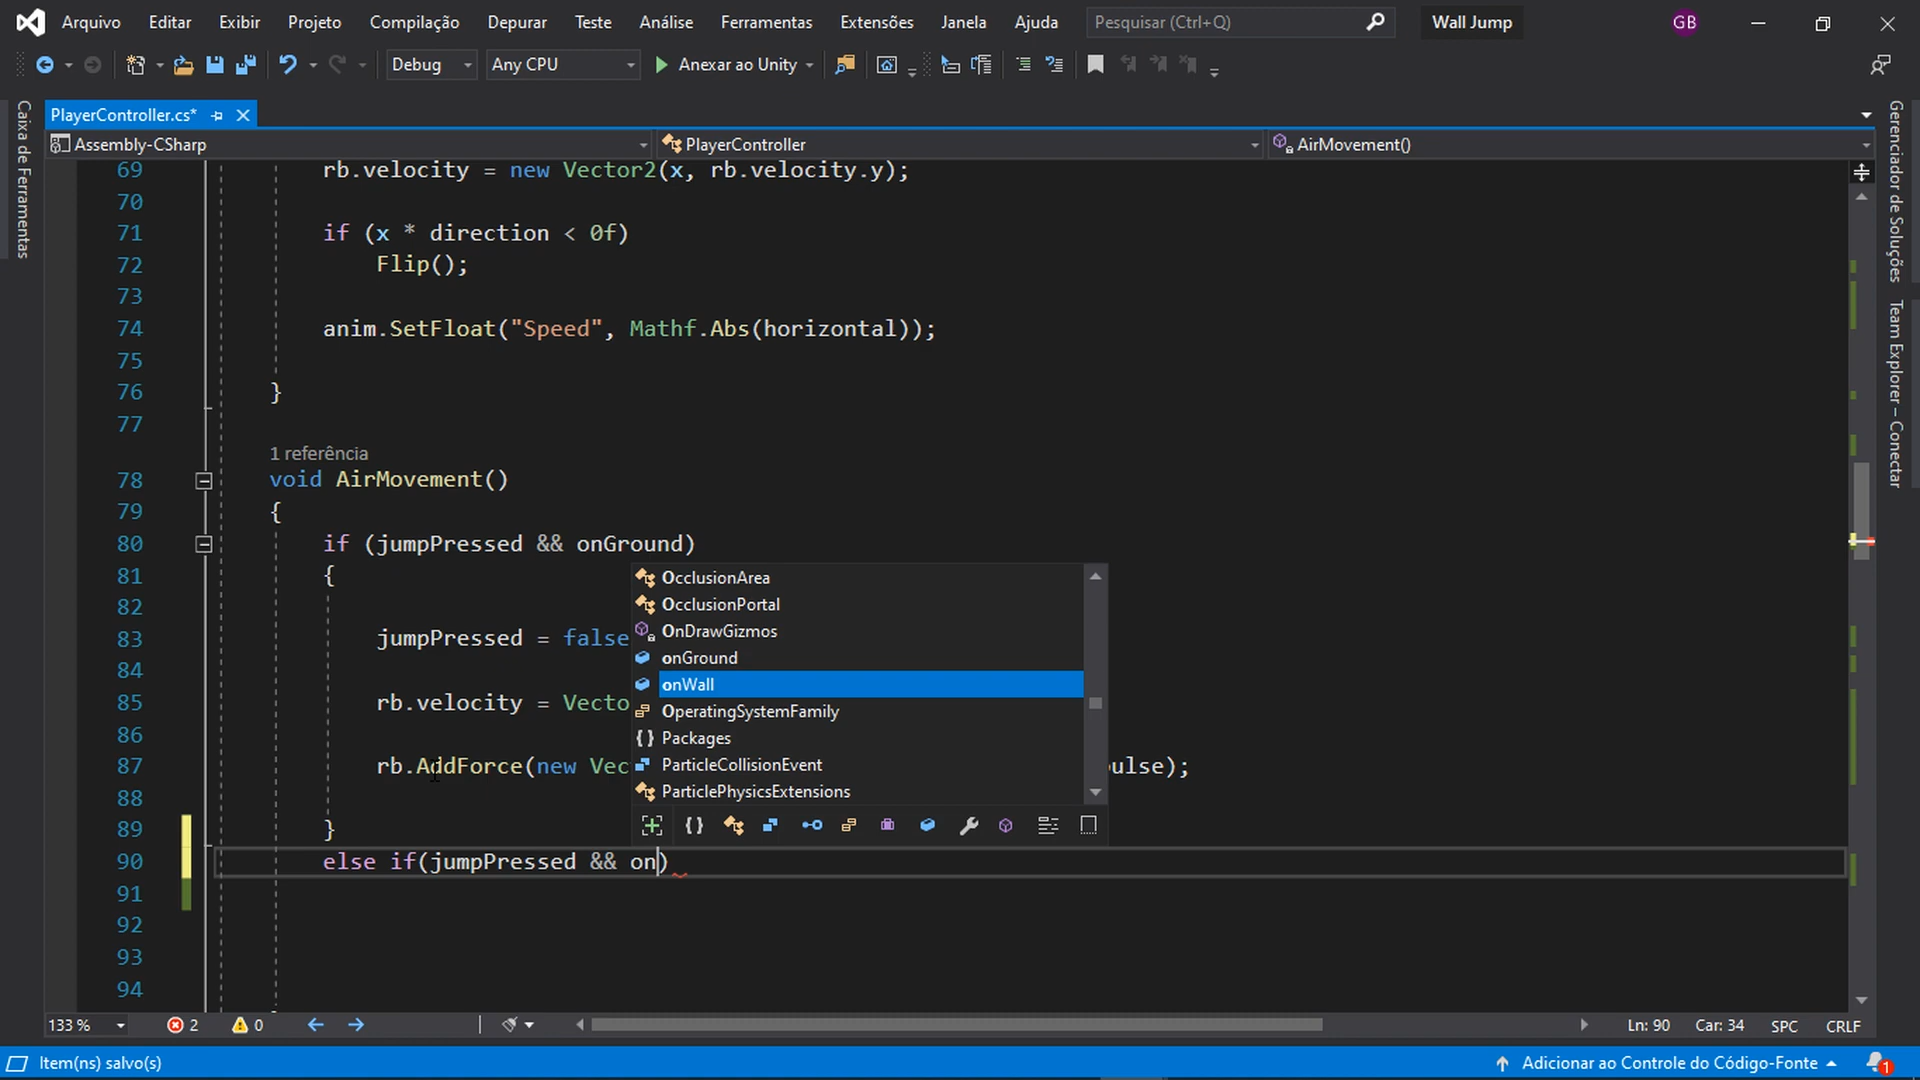 Arquivo Editar Exibir Projeto Compilação Depurar Teste Análise Ferramentas Extensões Janela Ajuda Pesquisar (Ctrl+Q) Wall Jump GB
Debug Any CPU Anexar ao Unity
PlayerController.cs*
Assembly-CSharp PlayerController AirMovement()
Caixa de Ferramentas
Gerenciador de Soluções
Team Explorer – Conectar
69 rb.velocity = new Vector2(x, rb.velocity.y);
70
71 if (x * direction < 0f)
72 Flip();
73
74 anim.SetFloat("Speed", Mathf.Abs(horizontal));
75
76 }
77
1 referência
78 void AirMovement()
79 {
80 if (jumpPressed && onGround)
81 {
82
83 jumpPressed = false
84
85 rb.velocity = Vecto
86
87 rb.AddForce(new Vec ulse);
88
89 }
90 else if(jumpPressed && on)
91
92
93
94
OcclusionArea
OcclusionPortal
OnDrawGizmos
onGround
onWall
OperatingSystemFamily
{} Packages
ParticleCollisionEvent
ParticlePhysicsExtensions
133 % 2 0 Ln: 90 Car: 34 SPC CRLF
Item(ns) salvo(s) Adicionar ao Controle do Código-Fonte 1